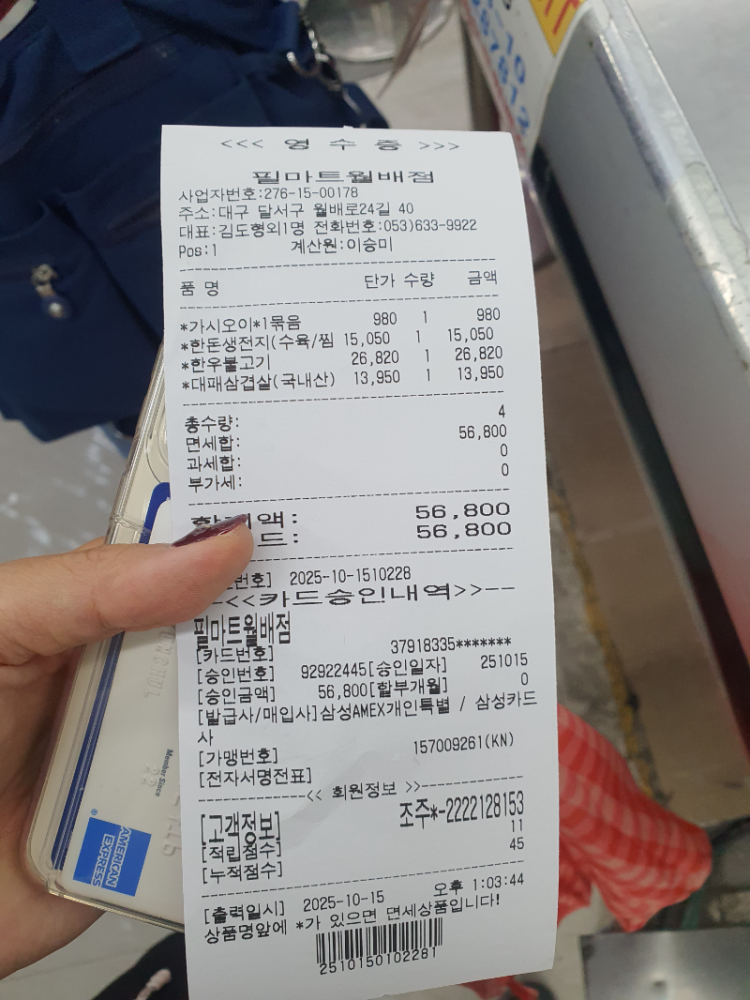 <<< 영 수 증 >>>
필마트월배점
사업자번호:276-15-00178
주소:대구 달서구 월배로24길 40
대표:김도형외1명 전화번호:053)633-9922
Pos:1 계산원:이승미
품 명 단가 수량 금액
*가시오이*1묶음 980 1 980
*한돈생전지(수육/찜 15,050 1 15,050
*한우불고기 26,820 1 26,820
*대패삼겹살(국내산) 13,950 1 13,950
총수량: 4
면세합: 56,800
과세합: 0
부가세: 0
액: 56,800
드: 56,800
번호] 2025-10-1510228
-<<카드승인내역>>--
필마트월배점
[카드번호] 37918335*******
[승인번호] 92922445[승인일자] 251015
[승인금액] 56,800[할부개월] 0
[발급사/매입사]삼성AMEX개인특별 / 삼성카드
사
[가맹번호] 157009261(KN)
[전자서명전표]
<< 회원정보 >>
[고객정보] 조주*-2222128153
[적립점수] 11
[누적점수] 45
[출력일시] 2025-10-15 오후 1:03:44
상품명앞에 *가 있으면 면세상품입니다!
2510150102281
AMERICAN
EXPRESS
Member Since